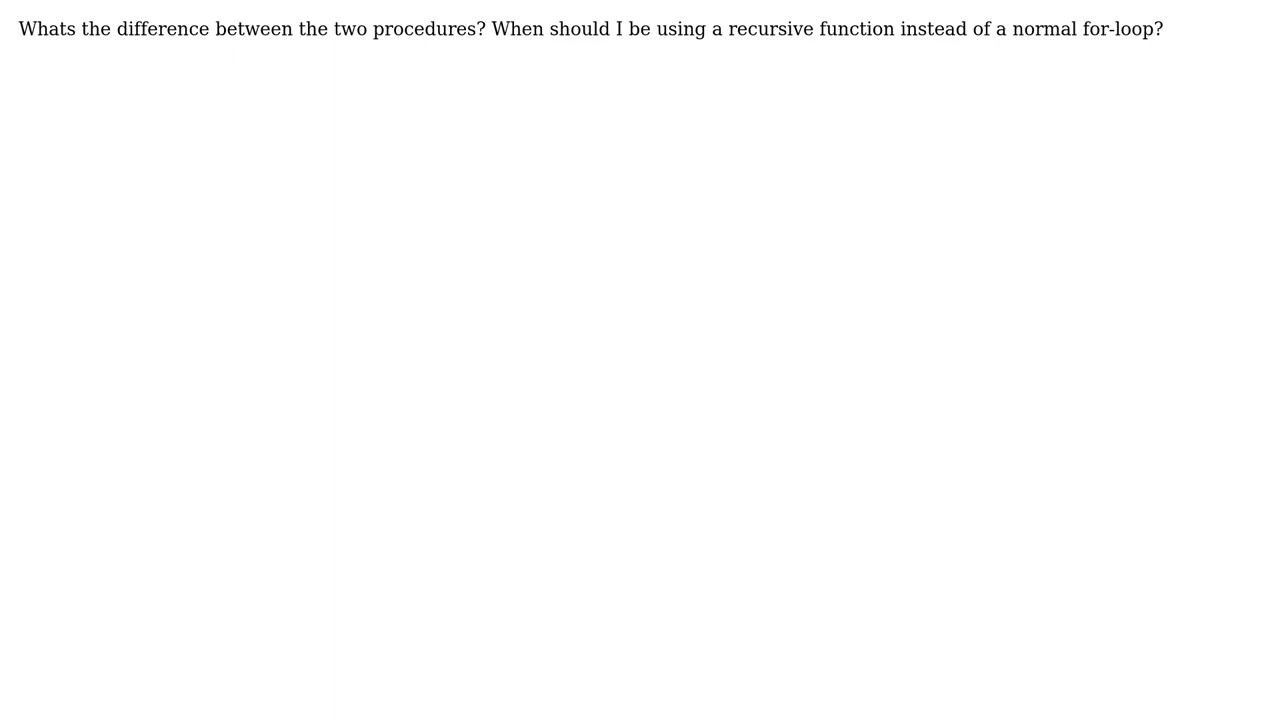 Whats the difference between the two procedures? When should I be using a recursive function instead of a normal for-loop?